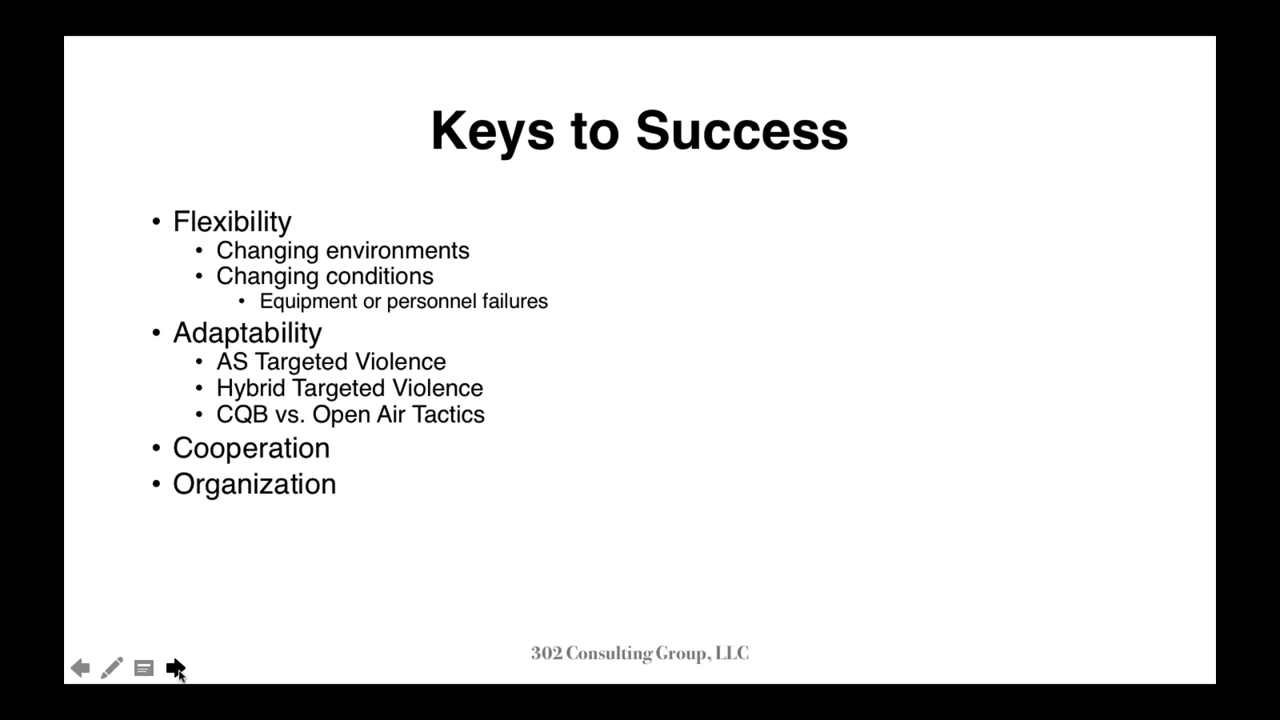 Keys to Success
• Flexibility
• Changing environments
• Changing conditions
• Equipment or personnel failures
• Adaptability
• AS Targeted Violence
• Hybrid Targeted Violence
• CQB vs. Open Air Tactics
• Cooperation
• Organization
302 Consulting Group, LLC